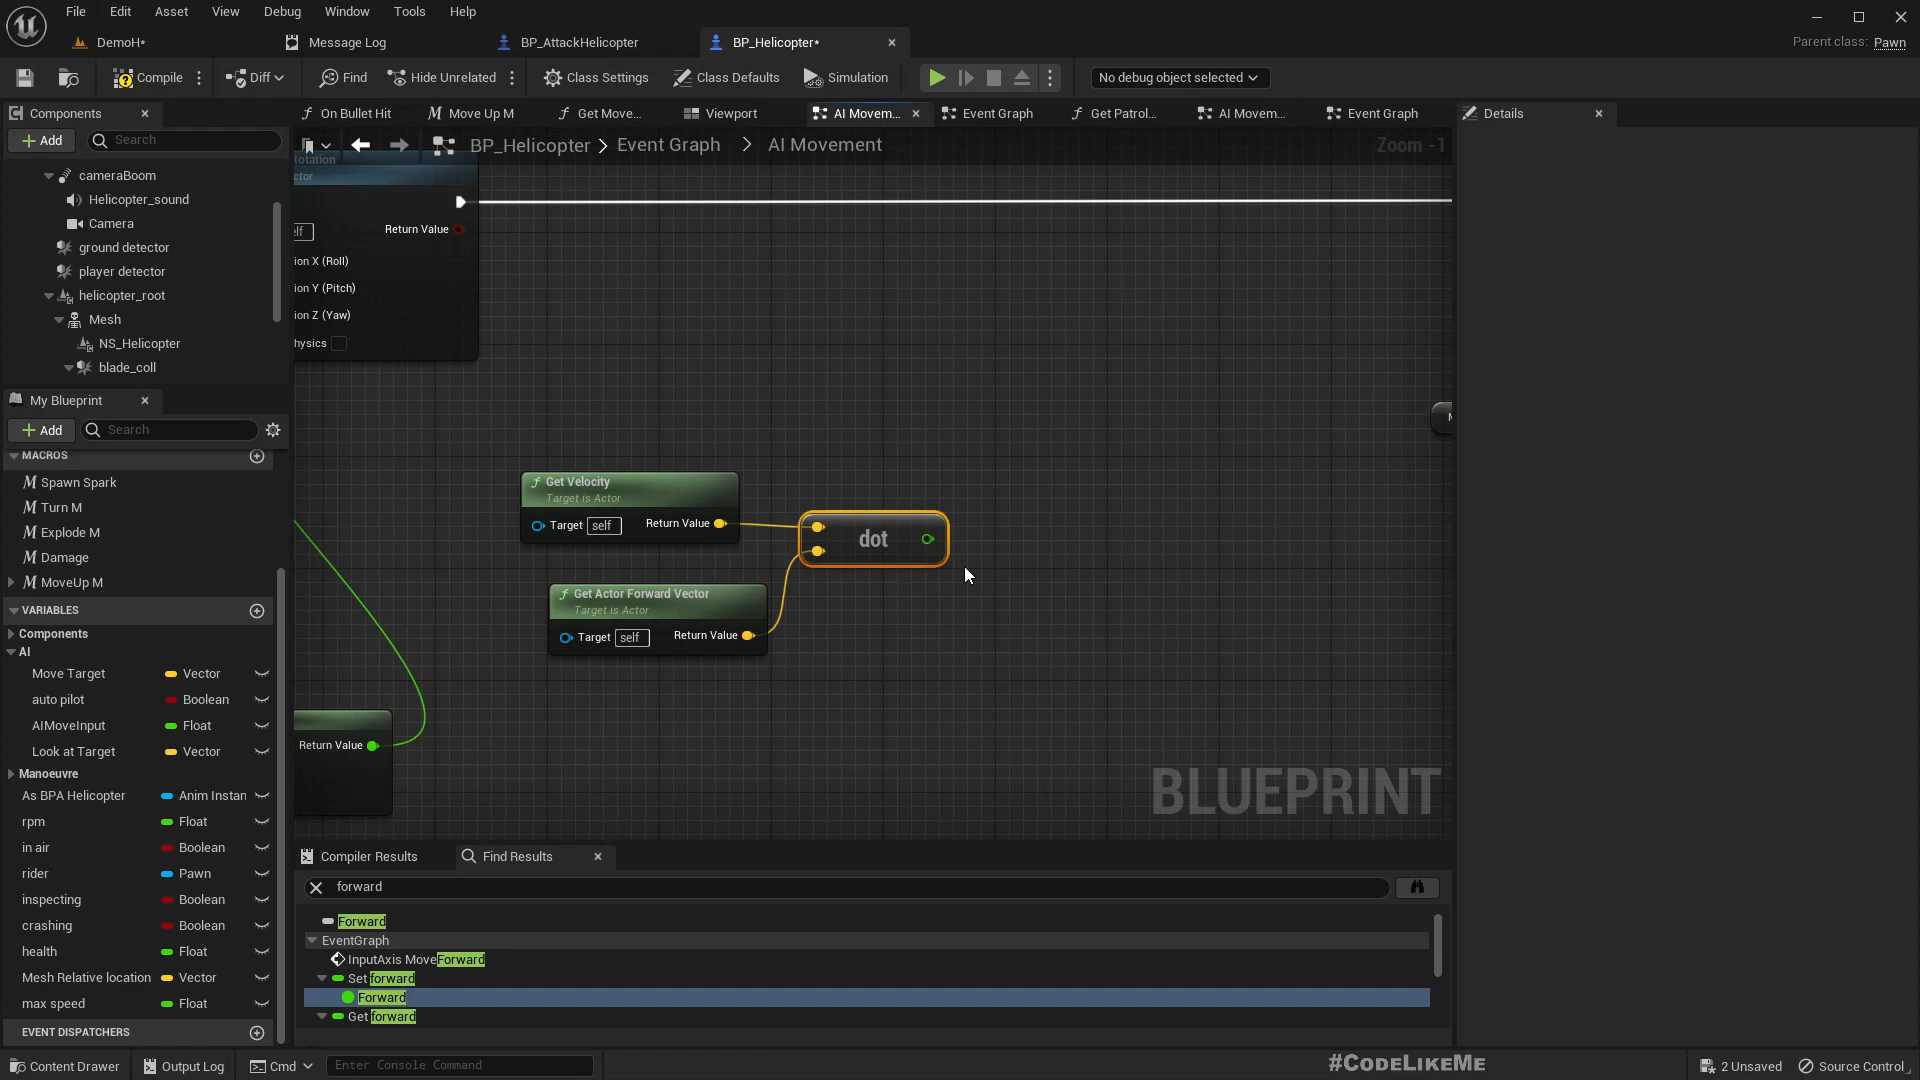 File Edit Asset View Debug Window Tools Help
DemoH* Message Log BP_AttackHelicopter BP_Helicopter*
Parent class: Pawn
Compile Diff Find Hide Unrelated Class Settings Class Defaults Simulation No debug object selected
Components On Bullet Hit Move Up M Get Move... Viewport AI Movem... Event Graph Get Patrol... AI Movem... Event Graph Details
Add Search
BP_Helicopter > Event Graph > AI Movement
Zoom -1
cameraBoom
Helicopter_sound
Camera
ground detector
player detector
helicopter_root
Mesh
NS_Helicopter
blade_coll
otation
ctor
elf
Return Value
ion X (Roll)
ion Y (Pitch)
ion Z (Yaw)
hysics
My Blueprint
Add Search
MACROS
Spawn Spark
Turn M
Explode M
Damage
MoveUp M
VARIABLES
Components
AI
Move Target Vector
auto pilot Boolean
AIMoveInput Float
Look at Target Vector
Manoeuvre
As BPA Helicopter Anim Instan
rpm Float
in air Boolean
rider Pawn
inspecting Boolean
crashing Boolean
health Float
Mesh Relative location Vector
max speed Float
EVENT DISPATCHERS
Get Velocity
Target is Actor
Target self Return Value
dot
Get Actor Forward Vector
Target is Actor
Target self Return Value
Return Value
BLUEPRINT
Compiler Results Find Results
forward
Forward
EventGraph
InputAxis MoveForward
Set forward
Forward
Get forward
Content Drawer Output Log Cmd Enter Console Command
#CODELIKEME
2 Unsaved Source Control